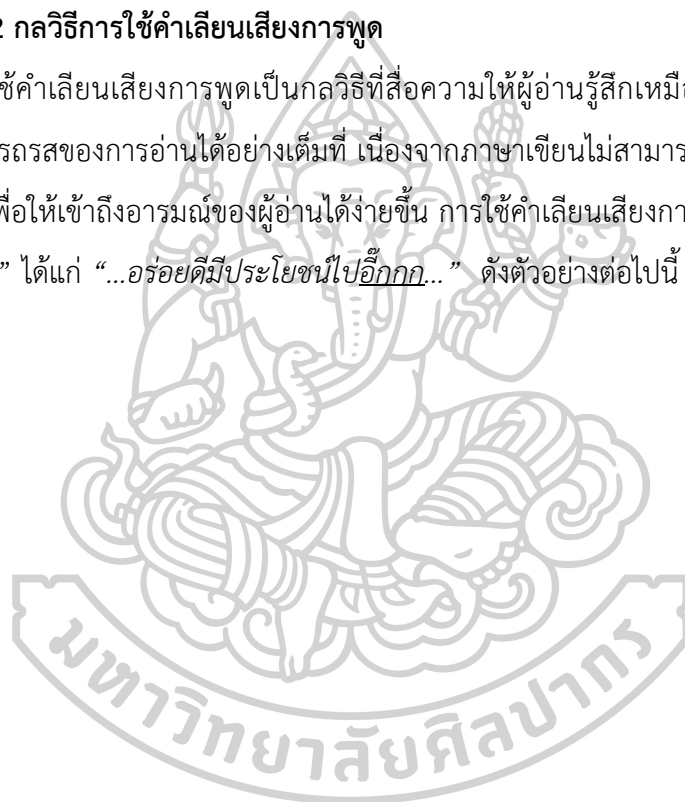 2 กลวิธีการใช้คำเลียนเสียงการพูด
ช้คำเลียนเสียงการพูดเป็นกลวิธีที่สื่อความให้ผู้อ่านรู้สึกเหมือ
รถรสของการอ่านได้อย่างเต็มที่ เนื่องจากภาษาเขียนไม่สามาร
พื่อให้เข้าถึงอารมณ์ของผู้อ่านได้ง่ายขึ้น การใช้คำเลียนเสียงกา
” ได้แก่ “...อร่อยดีมีประโยชน์ไปอี๊กกก...” ดังตัวอย่างต่อไปนี้
มหาวิทยาลัยศิลปากร